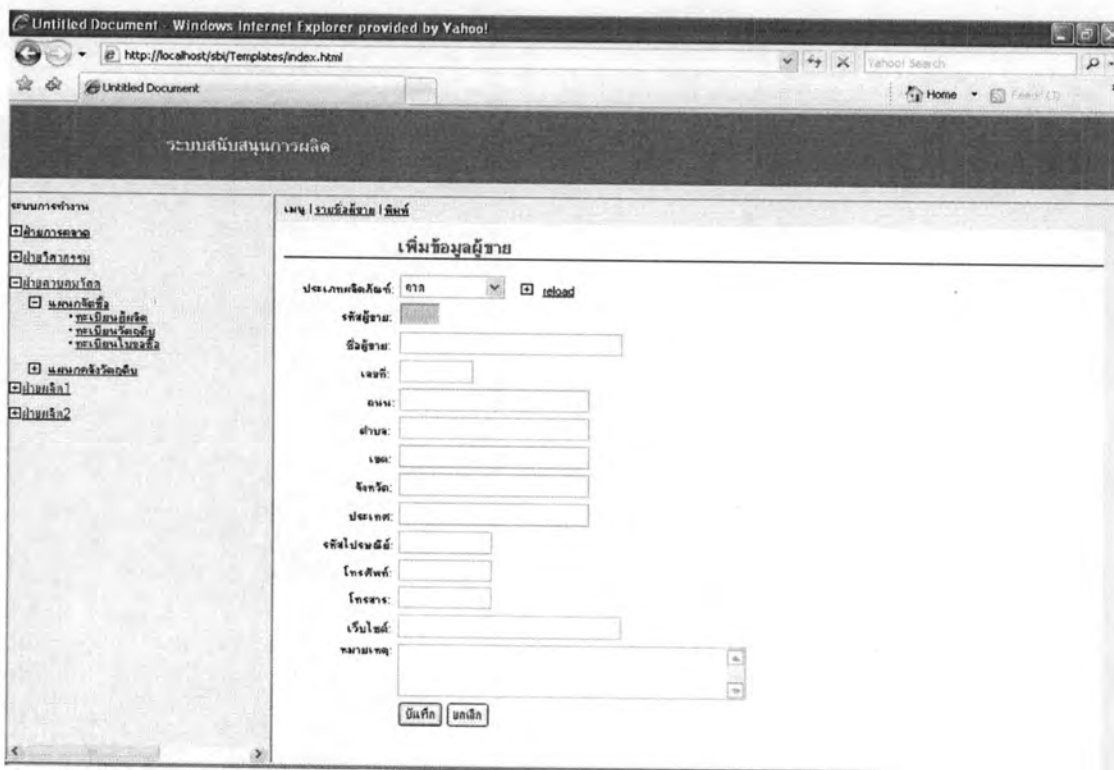 Untitled Document - Windows Internet Explorer provided by Yahoo!
http://localhost/sbi/Templates/index.html
Yahoo! Search
Untitled Document
Home
ระบบสนับสนุนการผลิต
ระบบการทำงาน
ฝ่ายการตลาด
ฝ่ายวิศวกรรม
ฝ่ายควบคุมวัสดุ
แผนกจัดซื้อ
ทะเบียนผู้ผลิต
ทะเบียนวัตถุดิบ
ทะเบียนใบขอซื้อ
แผนกคลังวัตถุดิบ
ฝ่ายผลิต1
ฝ่ายผลิต2
เมนู | รายชื่อผู้ขาย | พิมพ์
เพิ่มข้อมูลผู้ขาย
ประเภทผลิตภัณฑ์: reload
รหัสผู้ขาย:
ชื่อผู้ขาย:
เลขที่:
ถนน:
ตำบล:
เขต:
จังหวัด:
ประเทศ:
รหัสไปรษณีย์:
โทรศัพท์:
โทรสาร:
เว็บไซต์:
หมายเหตุ:
บันทึก ยกเลิก